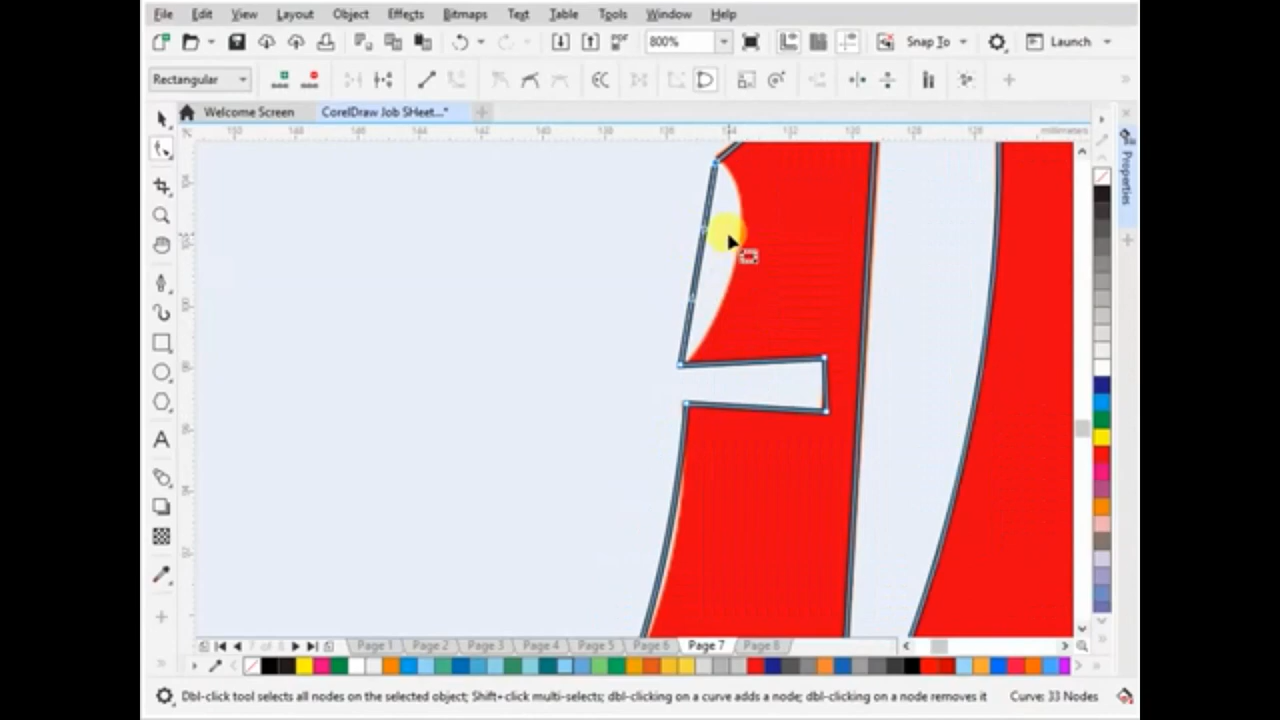 File Edit View Layout Object Effects Bitmaps Text Table Tools Window Help
PDF 800% Snap To Launch
Rectangular
Welcome Screen CorelDraw Job SHeet...*
millimeters
Properties
Page 1 Page 2 Page 3 Page 4 Page 5 Page 6 Page 7 Page 8
Dbl-click tool selects all nodes on the selected object; Shift+click multi-selects; dbl-clicking on a curve adds a node; dbl-clicking on a node removes it Curve: 33 Nodes